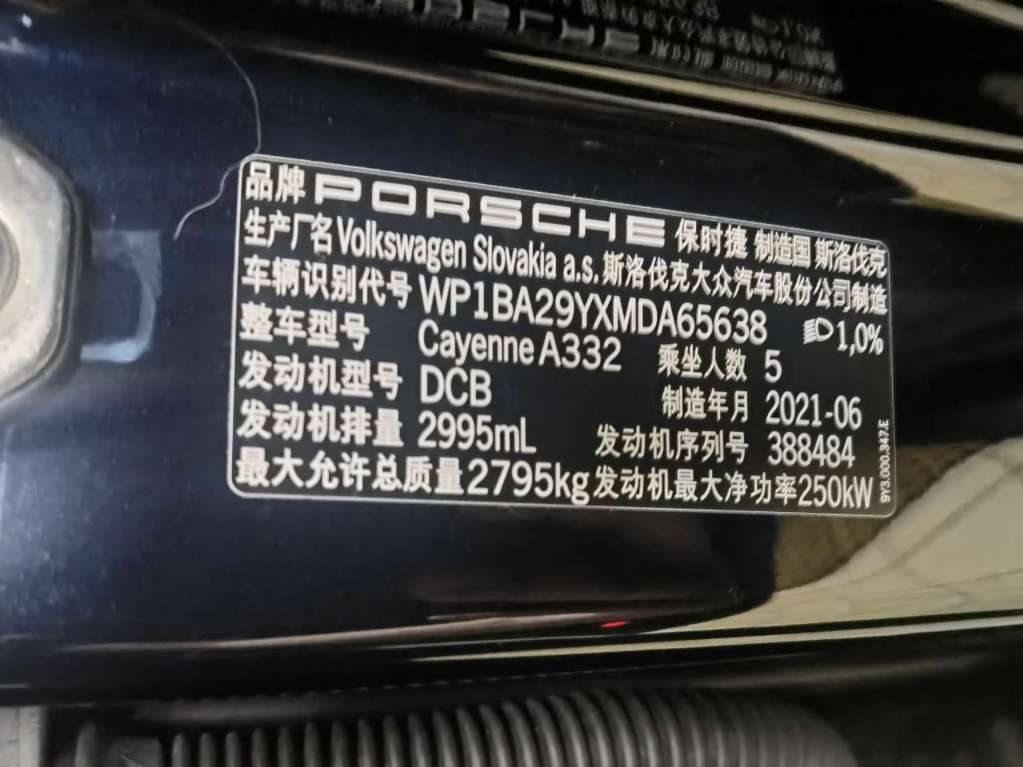 品牌 PORSCHE 保时捷 制造国 斯洛伐克
生产厂名 Volkswagen Slovakia a.s. 斯洛伐克大众汽车股份公司制造
车辆识别代号 WP1BA29YXMDA65638 1,0%
整车型号 Cayenne A332 乘坐人数 5
发动机型号 DCB 制造年月 2021-06
发动机排量 2995mL 发动机序列号 388484
最大允许总质量 2795kg 发动机最大净功率 250kW
9Y3.000.347.E